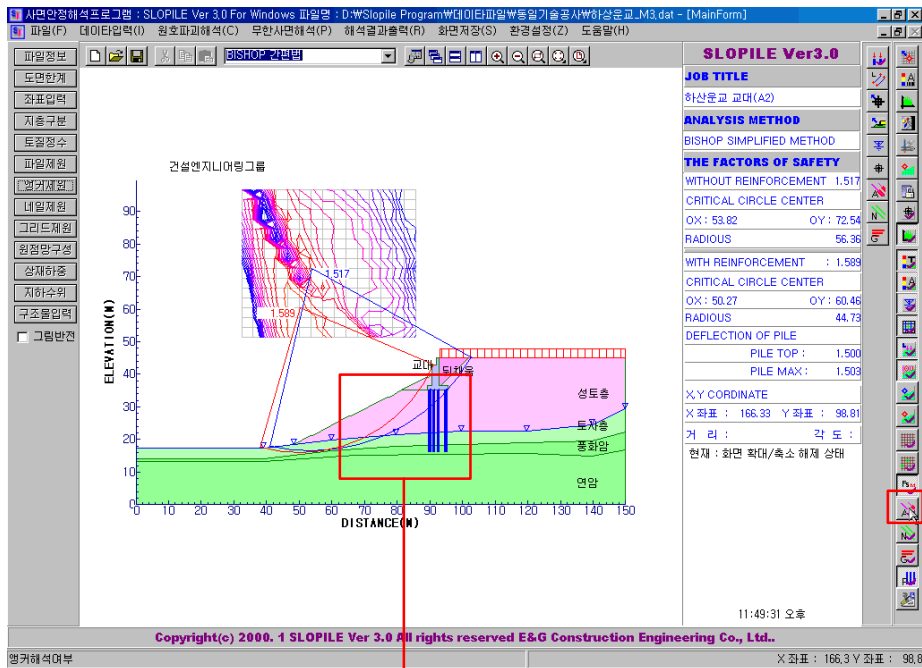 사면안정해석프로그램 : SLOPILE Ver 3,0 For Windows 파일명 : D:₩Slopile Program₩데이타파일₩동일기술공사₩하상운교_M3.dat - [MainForm]
파일(F) 데이타입력(I) 원호파괴해석(C) 무한사면해석(P) 해석결과출력(R) 화면저장(S) 환경설정(Z) 도움말(H)
파일정보
도면한계
좌표입력
지층구분
토질정수
파일제원
앵커제원
네일제원
그리드제원
원점망구성
상재하중
지하수위
구조물입력
그림반전
BISHOP 간편법
건설엔지니어링그룹
ELEVATION(M)
90
80
70
60
50
40
30
20
10
0
1.517
1.589
교대
뒤채움
성토층
토사층
풍화암
연암
0 10 20 30 40 50 60 70 80 90 100 110 120 130 140 150
DISTANCE(M)
SLOPILE Ver3.0
JOB TITLE
하산운교 교대(A2)
ANALYSIS METHOD
BISHOP SIMPLIFIED METHOD
THE FACTORS OF SAFETY
WITHOUT REINFORCEMENT 1.517
CRITICAL CIRCLE CENTER
OX : 53.82 OY : 72.54
RADIOUS 56.36
WITH REINFORCEMENT : 1.589
CRITICAL CIRCLE CENTER
OX : 50.27 OY : 60.46
RADIOUS 44.73
DEFLECTION OF PILE
PILE TOP : 1.500
PILE MAX : 1.503
X,Y CORDINATE
X 좌표 : 166.33 Y 좌표 : 98.81
거 리 : 각 도 :
현재 : 화면 확대/축소 해제 상태
11:49:31 오후
Copyright(c) 2000. 1 SLOPILE Ver 3.0 All rights reserved E&G Construction Engineering Co., Ltd..
앵커해석여부
X 좌표 : 166,3 Y 좌표 : 98,8